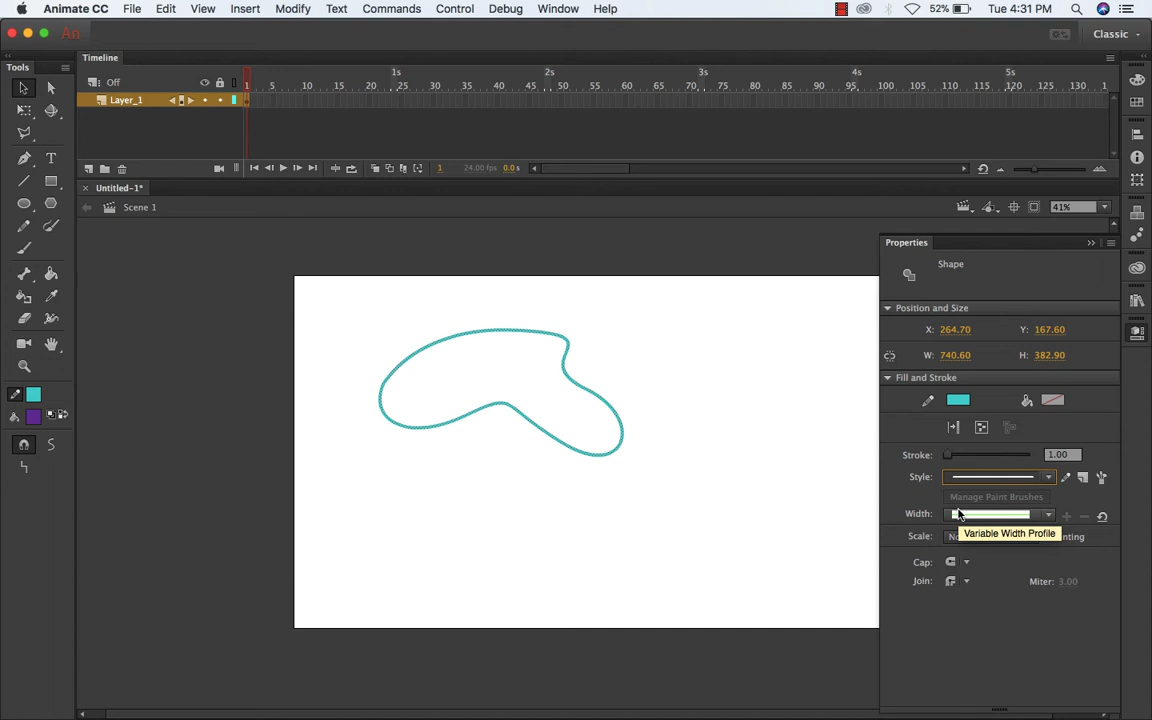 Animate CC File Edit View Insert Modify Text Commands Control Debug Window Help 52% Tue 4:31 PM
An Classic
Tools Timeline
Off 1s 2s 3s 4s 5s
1 5 10 15 20 25 30 35 40 45 50 55 60 65 70 75 80 85 90 95 100 105 110 115 120 125 130 1
Layer_1
1 24.00 fps 0.0s
Untitled-1*
Scene 1 41%
Properties
Shape
Position and Size
X: 264.70 Y: 167.60
W: 740.60 H: 382.90
Fill and Stroke
Stroke: 1.00
Style:
Manage Paint Brushes
Width:
Variable Width Profile
Scale:
Cap:
Join: Miter: 3.00